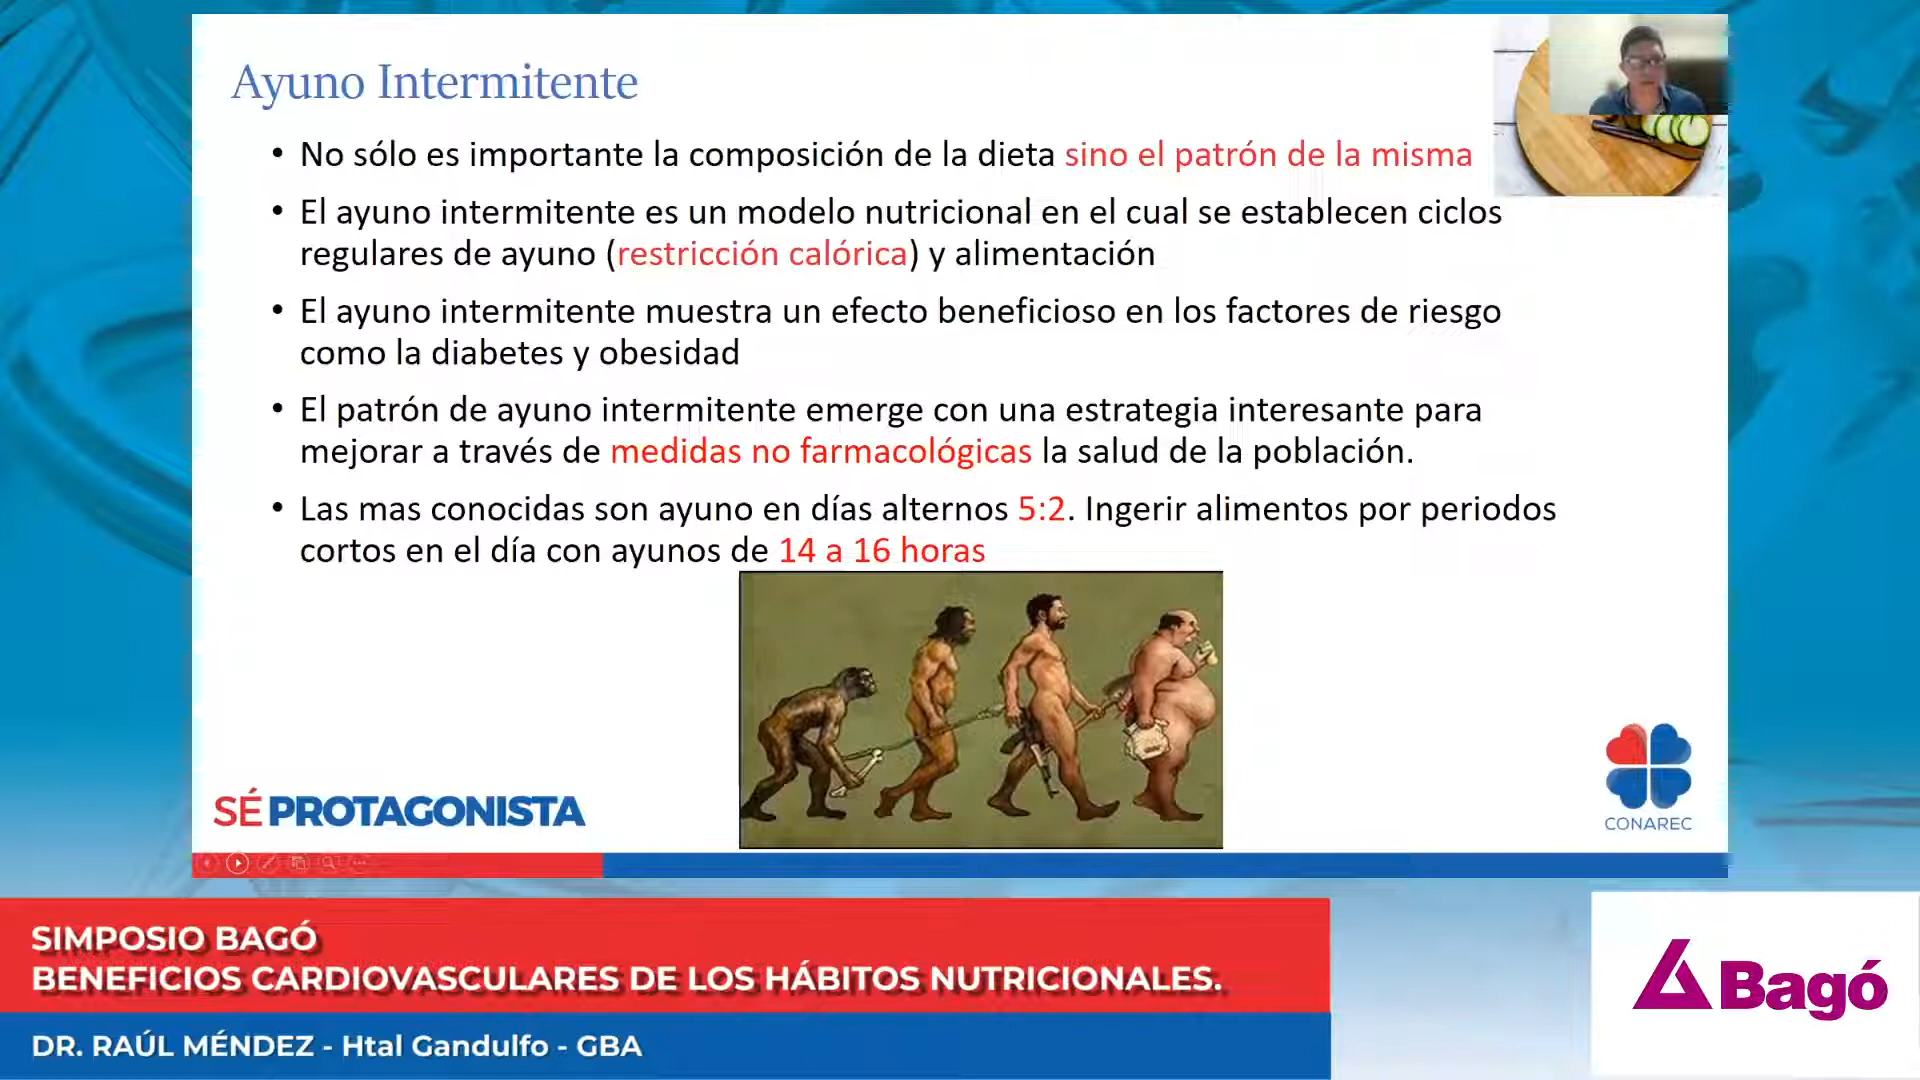 Ayuno Intermitente
• No sólo es importante la composición de la dieta sino el patrón de la misma
• El ayuno intermitente es un modelo nutricional en el cual se establecen ciclos
regulares de ayuno (restricción calórica) y alimentación
• El ayuno intermitente muestra un efecto beneficioso en los factores de riesgo
como la diabetes y obesidad
• El patrón de ayuno intermitente emerge con una estrategia interesante para
mejorar a través de medidas no farmacológicas la salud de la población.
• Las mas conocidas son ayuno en días alternos 5:2. Ingerir alimentos por periodos
cortos en el día con ayunos de 14 a 16 horas
SÉ PROTAGONISTA
CONAREC
SIMPOSIO BAGÓ
BENEFICIOS CARDIOVASCULARES DE LOS HÁBITOS NUTRICIONALES.
DR. RAÚL MÉNDEZ - Htal Gandulfo - GBA
Bagó